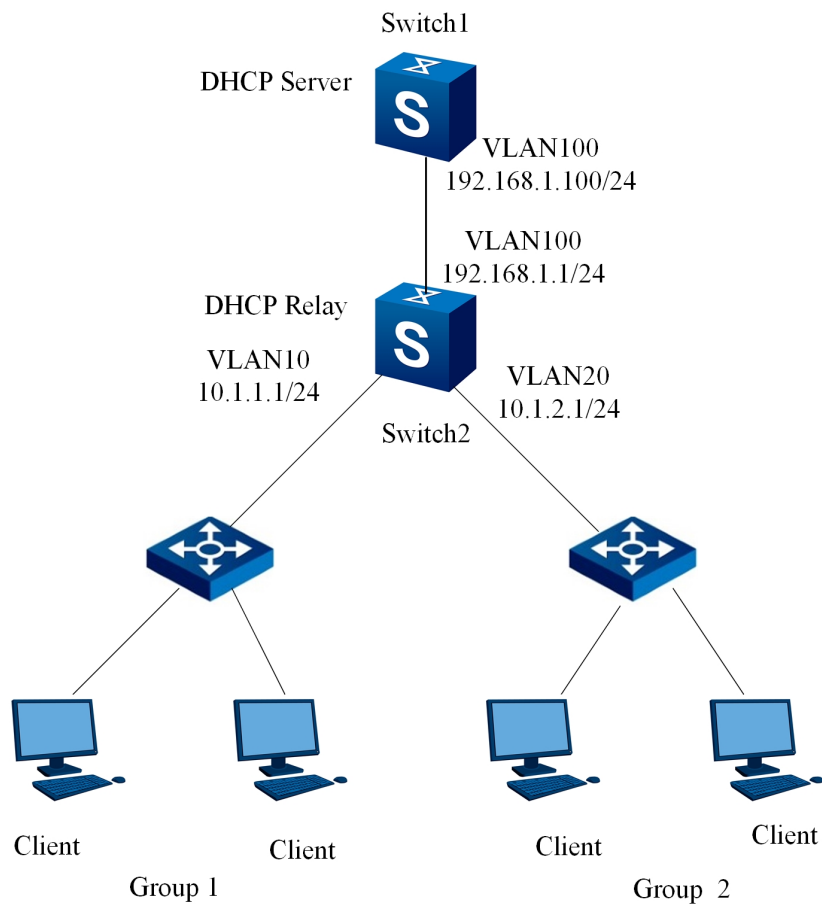 Switch1
DHCP Server
S
VLAN100
192.168.1.100/24
VLAN100
192.168.1.1/24
DHCP Relay
S
VLAN10
10.1.1.1/24
VLAN20
10.1.2.1/24
Switch2
Client
Client
Client
Client
Group 1
Group 2